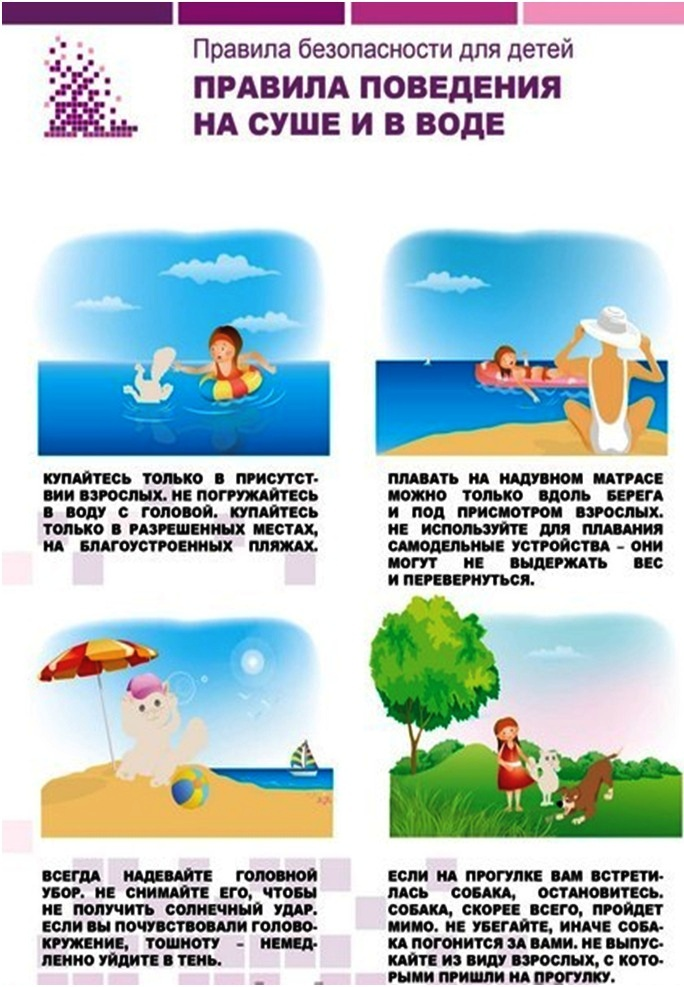 Правила безопасности для детей
ПРАВИЛА ПОВЕДЕНИЯ
НА СУШЕ И В ВОДЕ
КУПАЙТЕСЬ ТОЛЬКО В ПРИСУТСТ-
ВИИ ВЗРОСЛЫХ. НЕ ПОГРУЖАЙТЕСЬ
В ВОДУ С ГОЛОВОЙ. КУПАЙТЕСЬ
ТОЛЬКО В РАЗРЕШЕННЫХ МЕСТАХ,
НА БЛАГОУСТРОЕННЫХ ПЛЯЖАХ.
ПЛАВАТЬ НА НАДУВНОМ МАТРАСЕ
МОЖНО ТОЛЬКО ВДОЛЬ БЕРЕГА
И ПОД ПРИСМОТРОМ ВЗРОСЛЫХ.
НЕ ИСПОЛЬЗУЙТЕ ДЛЯ ПЛАВАНИЯ
САМОДЕЛЬНЫЕ УСТРОЙСТВА – ОНИ
МОГУТ НЕ ВЫДЕРЖАТЬ ВЕС
И ПЕРЕВЕРНУТЬСЯ.
ВСЕГДА НАДЕВАЙТЕ ГОЛОВНОЙ
УБОР. НЕ СНИМАЙТЕ ЕГО, ЧТОБЫ
НЕ ПОЛУЧИТЬ СОЛНЕЧНЫЙ УДАР.
ЕСЛИ ВЫ ПОЧУВСТВОВАЛИ ГОЛОВО-
КРУЖЕНИЕ, ТОШНОТУ – НЕМЕД-
ЛЕННО УЙДИТЕ В ТЕНЬ.
ЕСЛИ НА ПРОГУЛКЕ ВАМ ВСТРЕТИ-
ЛАСЬ СОБАКА, ОСТАНОВИТЕСЬ.
СОБАКА, СКОРЕЕ ВСЕГО, ПРОЙДЕТ
МИМО. НЕ УБЕГАЙТЕ, ИНАЧЕ СОБА-
КА ПОГОНИТСЯ ЗА ВАМИ. НЕ ВЫПУС-
КАЙТЕ ИЗ ВИДУ ВЗРОСЛЫХ, С КОТО-
РЫМИ ПРИШЛИ НА ПРОГУЛКУ.